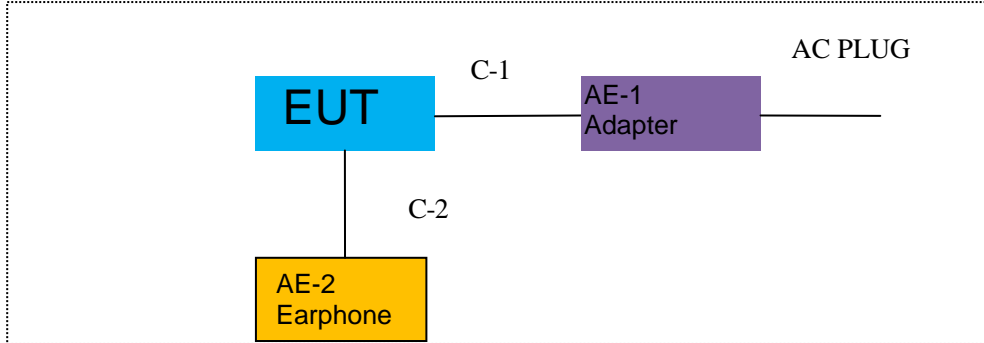 AC PLUG
C-1
EUT
AE-1
Adapter
C-2
AE-2
Earphone